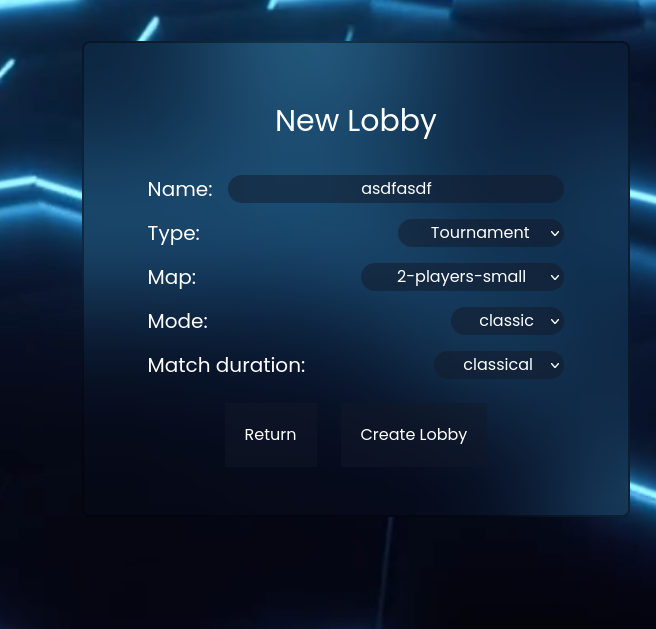 New Lobby
Name: asdfasdf
Type: Tournament
Map: 2-players-small
Mode: classic
Match duration: classical
Return Create Lobby